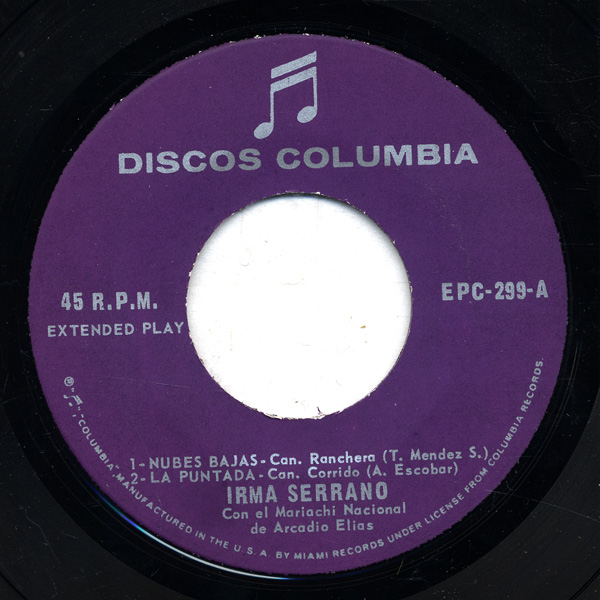 DISCOS COLUMBIA
45 R.P.M.
EXTENDED PLAY
EPC-299-A
1-NUBES BAJAS-Can. Ranchera (T. Mendez S.)
2-LA PUNTADA-Can. Corrido (A. Escobar)
IRMA SERRANO
Con el Mariachi Nacional
de Arcadio Elias
® "COLUMBIA" MANUFACTURED IN THE U.S.A. BY MIAMI RECORDS UNDER LICENSE FROM COLUMBIA RECORDS.